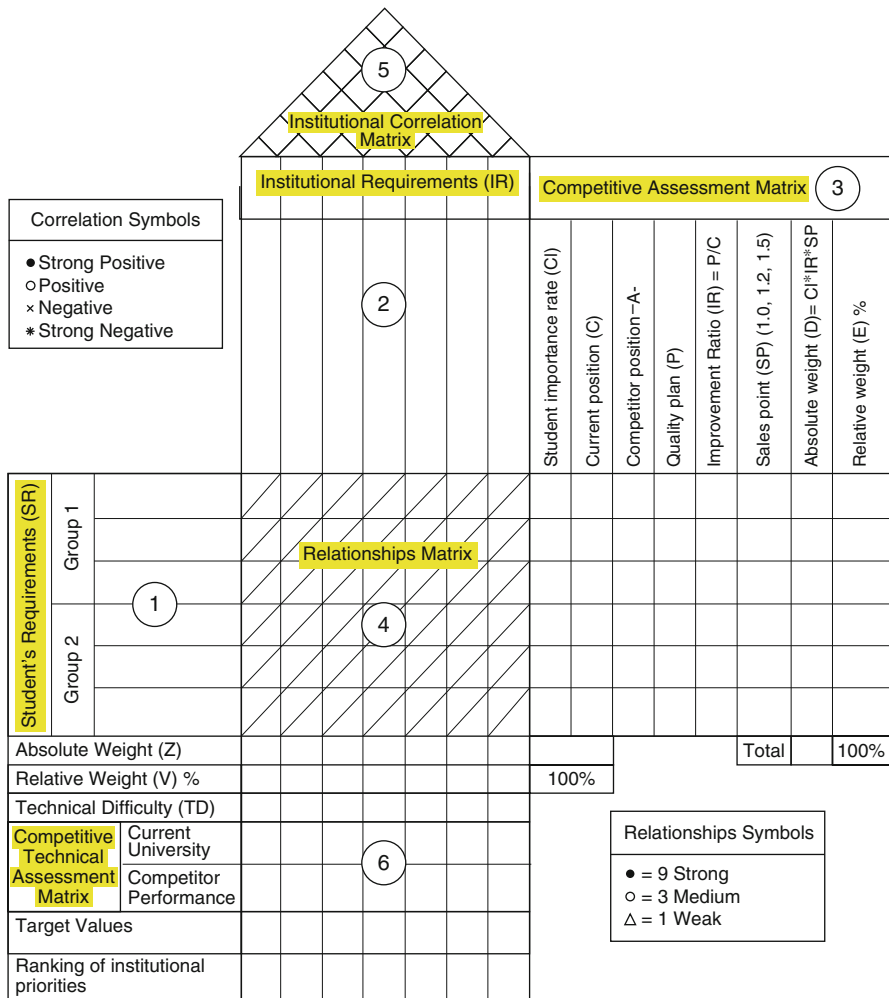 5
Institutional Correlation
Matrix
Institutional Requirements (IR)
Competitive Assessment Matrix
3
Correlation Symbols
● Strong Positive
○ Positive
× Negative
* Strong Negative
2
Student importance rate (CI)
Current position (C)
Competitor position–A-
Quality plan (P)
Improvement Ratio (IR) = P/C
Sales point (SP) (1.0, 1.2, 1.5)
Absolute weight (D)= CI*IR*SP
Relative weight (E) %
Student's Requirements (SR)
Group 1
Group 2
1
Relationships Matrix
4
Absolute Weight (Z)
Total
100%
Relative Weight (V) %
100%
Technical Difficulty (TD)
Competitive
Technical
Assessment
Matrix
Current
University
Competitor
Performance
6
Target Values
Ranking of institutional
priorities
Relationships Symbols
● = 9 Strong
○ = 3 Medium
△ = 1 Weak